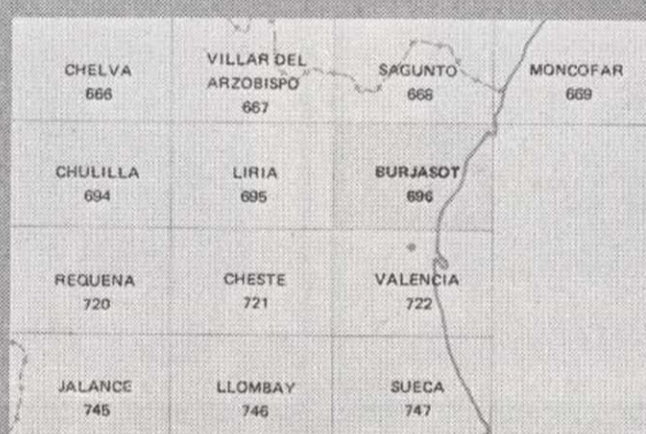 CHELVA
666
VILLAR DEL
ARZOBISPO
667
SAGUNTO
668
MONCOFAR
669
CHULILLA
694
LIRIA
695
BURJASOT
696
REQUENA
720
CHESTE
721
VALENCIA
722
JALANCE
745
LLOMBAY
746
SUECA
747